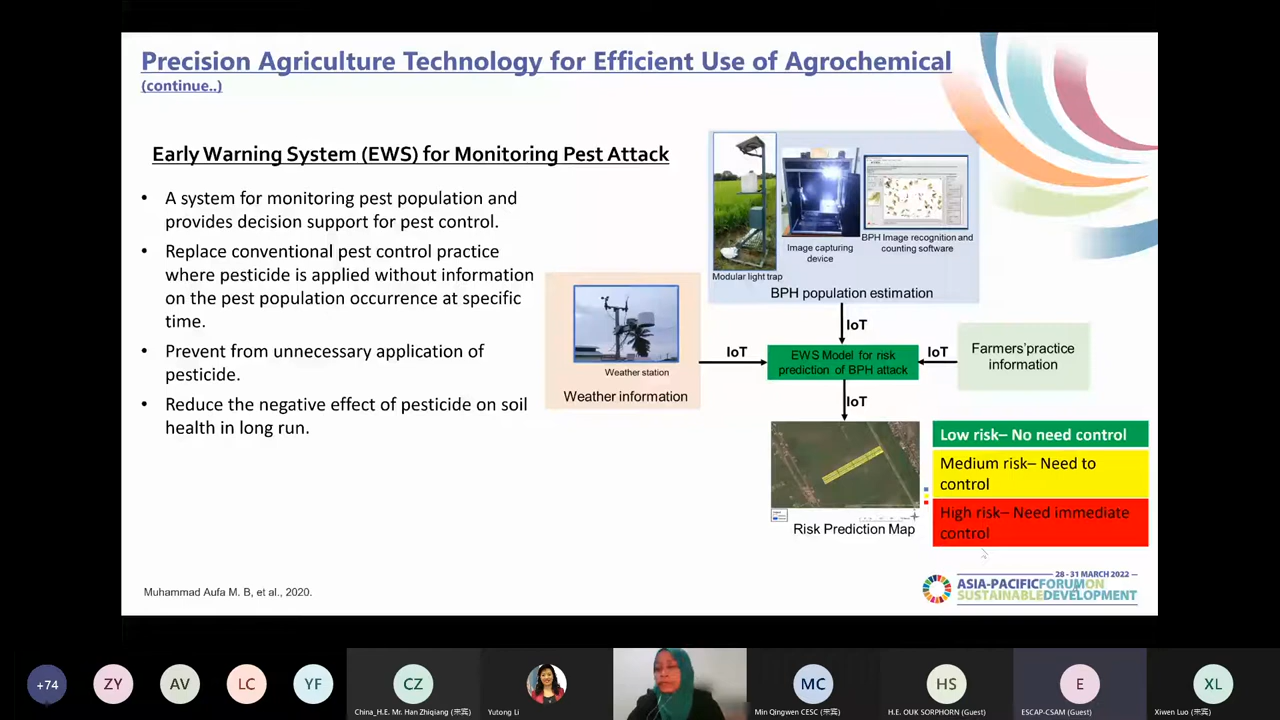 Precision Agriculture Technology for Efficient Use of Agrochemical
(continue..)
Early Warning System (EWS) for Monitoring Pest Attack
• A system for monitoring pest population and
provides decision support for pest control.
• Replace conventional pest control practice
where pesticide is applied without information
on the pest population occurrence at specific
time.
• Prevent from unnecessary application of
pesticide.
• Reduce the negative effect of pesticide on soil
health in long run.
Modular light trap
Image capturing
device
BPH Image recognition and
counting software
BPH population estimation
Weather station
Weather information
IoT
IoT
IoT
EWS Model for risk
prediction of BPH attack
Farmers'practice
information
IoT
Risk Prediction Map
Low risk– No need control
Medium risk– Need to
control
High risk– Need immediate
control
Muhammad Aufa M. B, et al., 2020.
28 - 31 MARCH 2022 —
ASIA-PACIFICFORUMON
SUSTAINABLEDEVELOPMENT
+74
ZY
AV
LC
YF
CZ
China_H.E. Mr. Han Zhiqiang (来宾)
Yutong Li
MC
Min Qingwen CESC (来宾)
HS
H.E. OUK SORPHORN (Guest)
E
ESCAP-CSAM (Guest)
XL
Xiwen Luo (来宾)